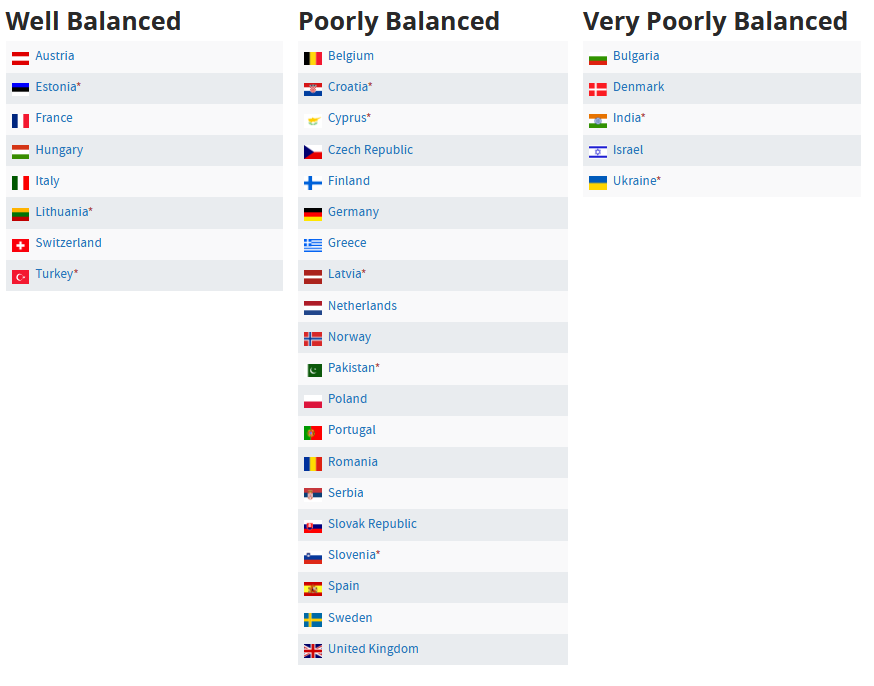 Well Balanced
Austria
Estonia*
France
Hungary
Italy
Lithuania*
Switzerland
Turkey*
Poorly Balanced
Belgium
Croatia*
Cyprus*
Czech Republic
Finland
Germany
Greece
Latvia*
Netherlands
Norway
Pakistan*
Poland
Portugal
Romania
Serbia
Slovak Republic
Slovenia*
Spain
Sweden
United Kingdom
Very Poorly Balanced
Bulgaria
Denmark
India*
Israel
Ukraine*